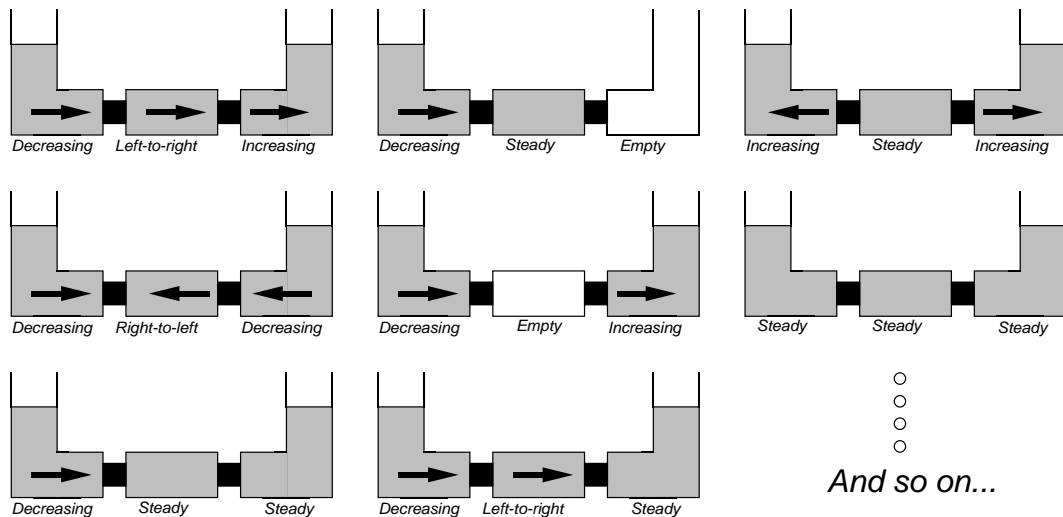 Decreasing Left-to-right Increasing
Decreasing Steady Empty
Increasing Steady Increasing
Decreasing Right-to-left Decreasing
Decreasing Empty Increasing
Steady Steady Steady
Decreasing Steady Steady
Decreasing Left-to-right Steady
And so on...